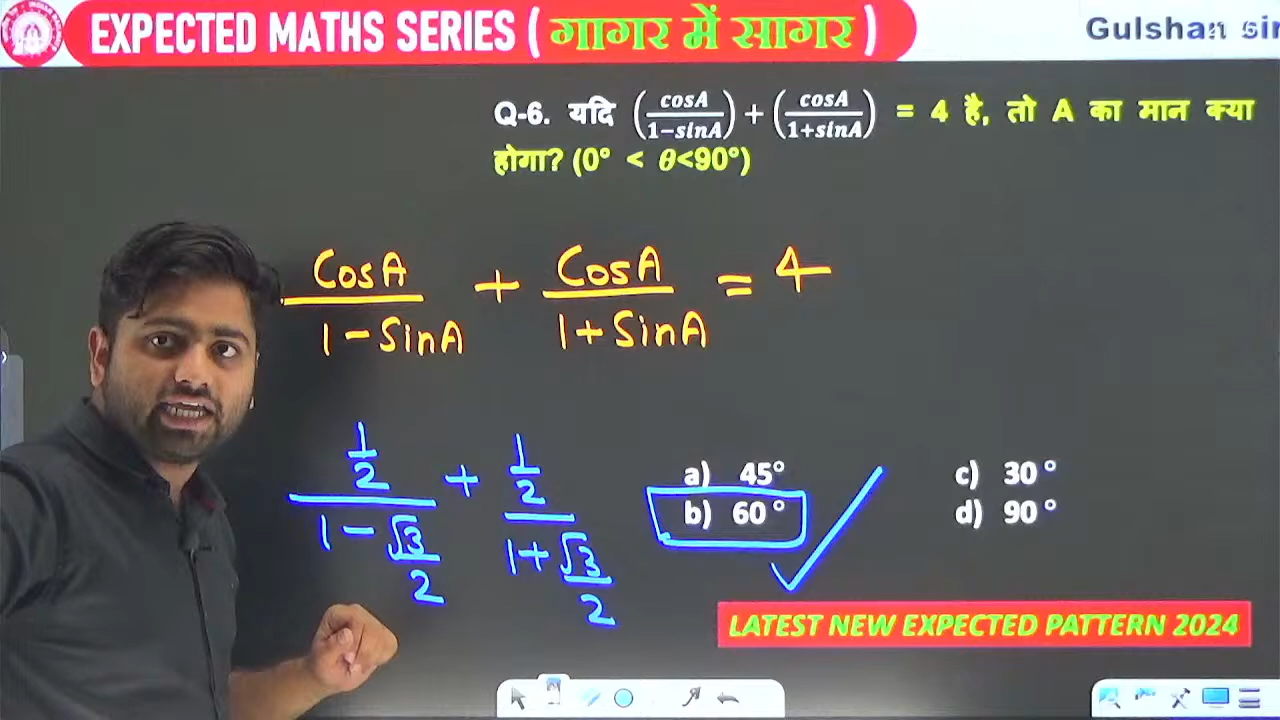 EXPECTED MATHS SERIES ( गागर में सागर )
Gulshan sin
Q-6. यदि (cosA/1−sinA) + (cosA/1+sinA) = 4 है, तो A का मान क्या
होगा? (0° < θ<90°)
CosA/1-SinA + CosA/1+SinA = 4
1/2/1-√3/2 + 1/2/1+√3/2
a) 45°
b) 60°
c) 30°
d) 90°
LATEST NEW EXPECTED PATTERN 2024